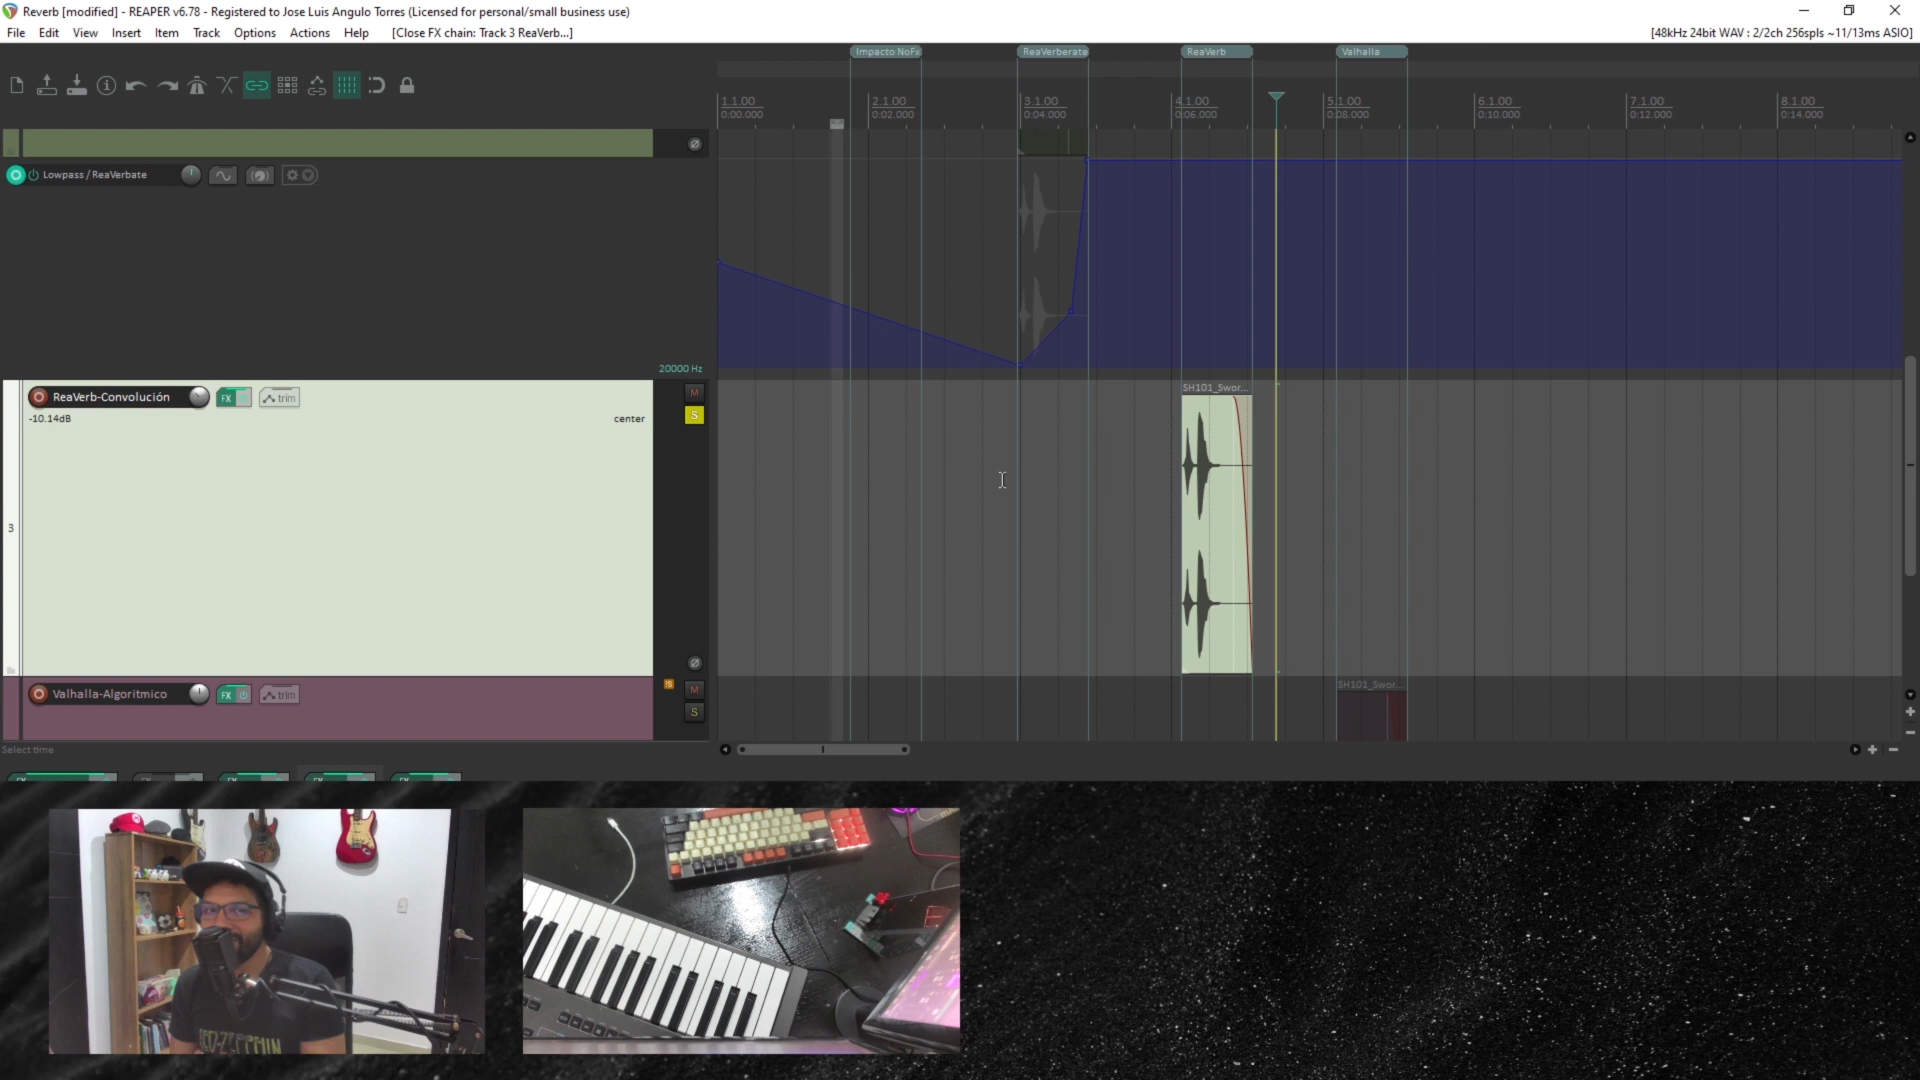 Reverb [modified] - REAPER v6.78 - Registered to Jose Luis Angulo Torres (Licensed for personal/small business use)
File Edit View Insert Item Track Options Actions Help [Close FX chain: Track 3 ReaVerb...] [48kHz 24bit WAV : 2/2ch 256spls ~11/13ms ASIO]
Impacto NoFx ReaVerberate ReaVerb Valhalla
1.1.00 2.1.00 3.1.00 4.1.00 5.1.00 6.1.00 7.1.00 8.1.00
0:00.000 0:02.000 0:04.000 0:06.000 0:08.000 0:10.000 0:12.000 0:14.000
Lowpass / ReaVerbate
20000 Hz
ReaVerb-Convolución FX trim M
-10.14dB center S
SH101_Swor...
3
Valhalla-Algoritmico FX trim M
S
SH101_Swor...
Select time
LED-ZEPPELIN